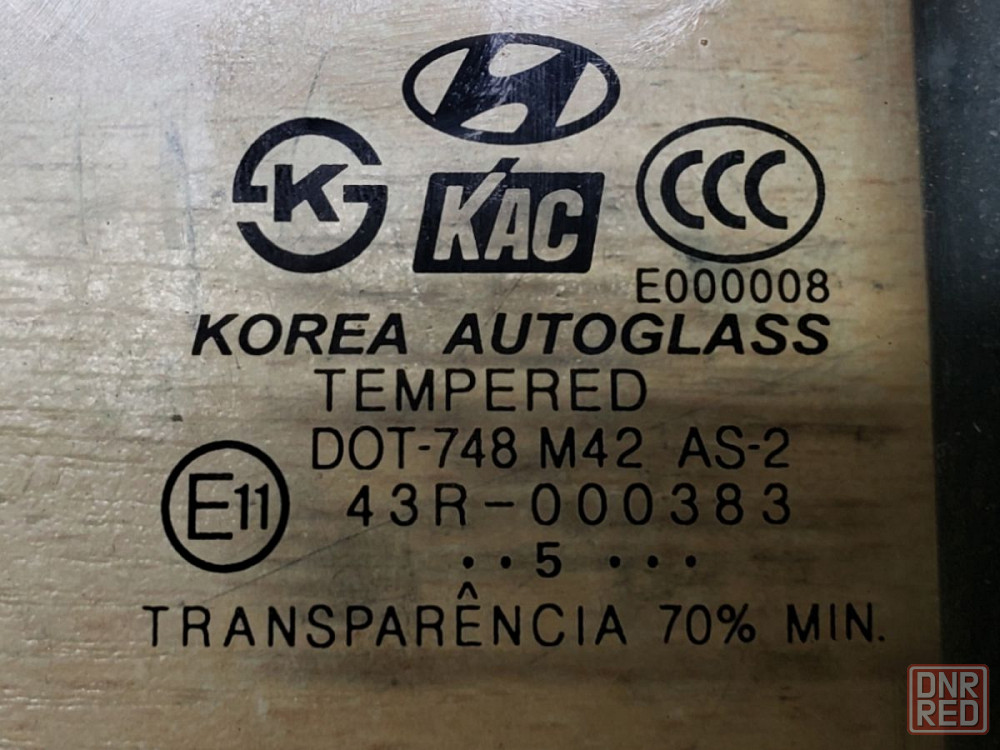 K
KAC
CCC
E000008
KOREA AUTOGLASS
TEMPERED
DOT-748 M42 AS-2
E11
43R-000383
··5 ···
TRANSPARÊNCIA 70% MIN.
DNR
RED